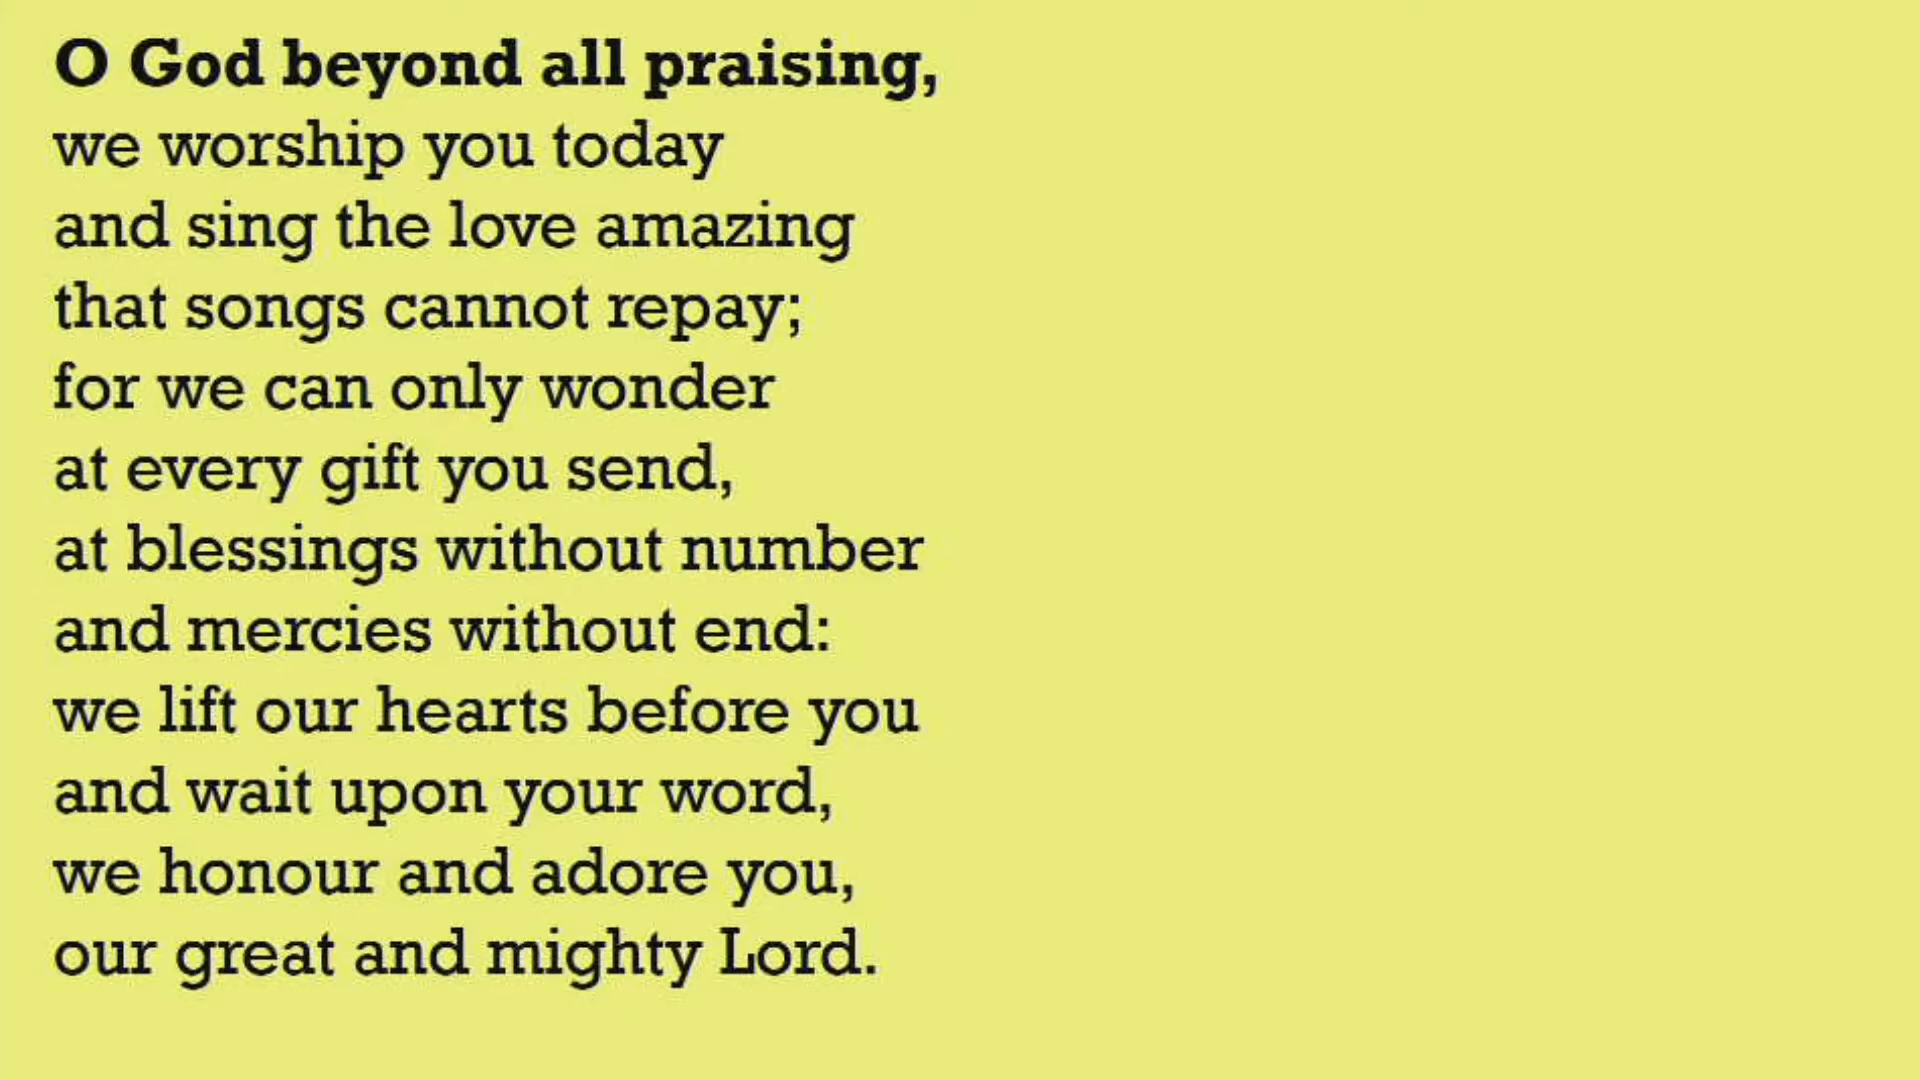 O God beyond all praising,
we worship you today
and sing the love amazing
that songs cannot repay;
for we can only wonder
at every gift you send,
at blessings without number
and mercies without end:
we lift our hearts before you
and wait upon your word,
we honour and adore you,
our great and mighty Lord.